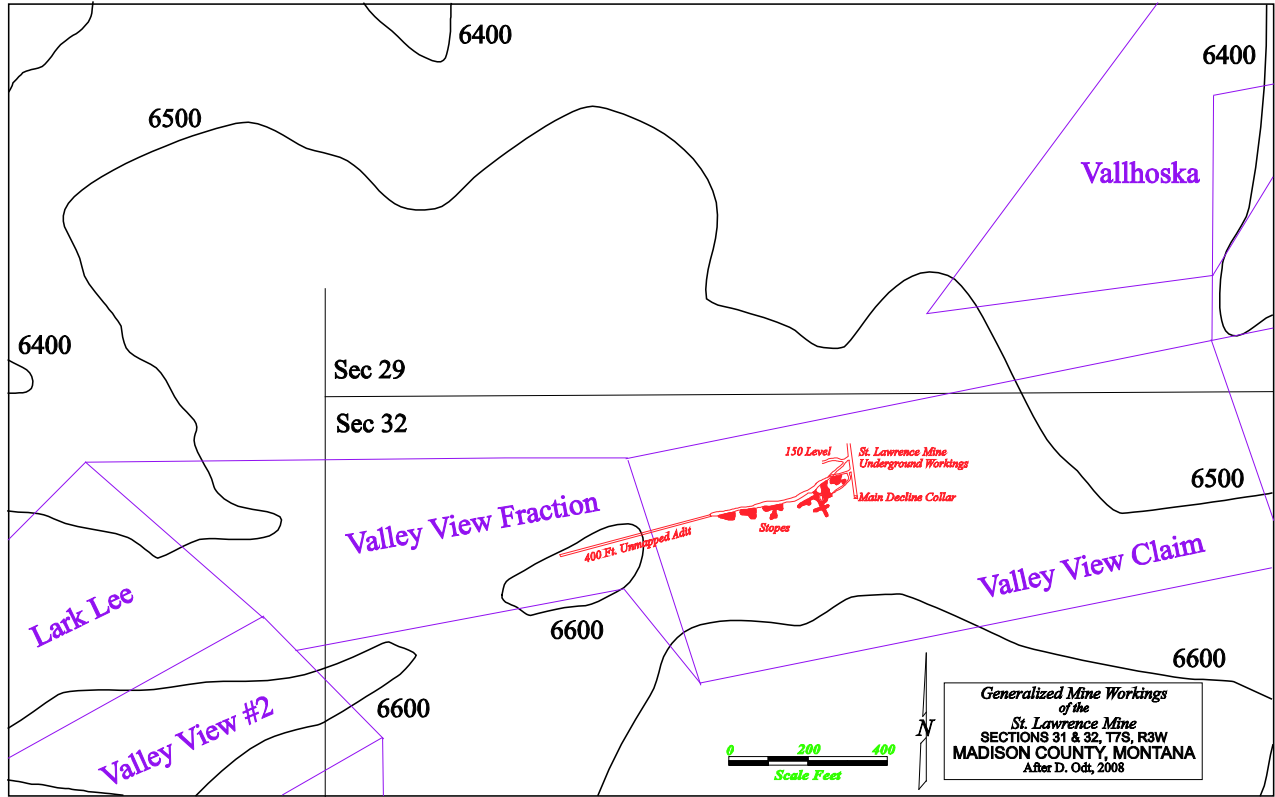 6400
6400
6500
Vallhoska
6400
Sec 29
Sec 32
150 Level
St. Lawrence Mine
Underground Workings
Main Decline Collar
6500
Valley View Fraction
Stopes
400 Ft. Unmapped Adit
Valley View Claim
Lark Lee
6600
6600
6600
Valley View #2
0 200 400
Scale Feet
N
Generalized Mine Workings
of the
St. Lawrence Mine
SECTIONS 31 & 32, T7S, R3W
MADISON COUNTY, MONTANA
After D. Odt, 2008